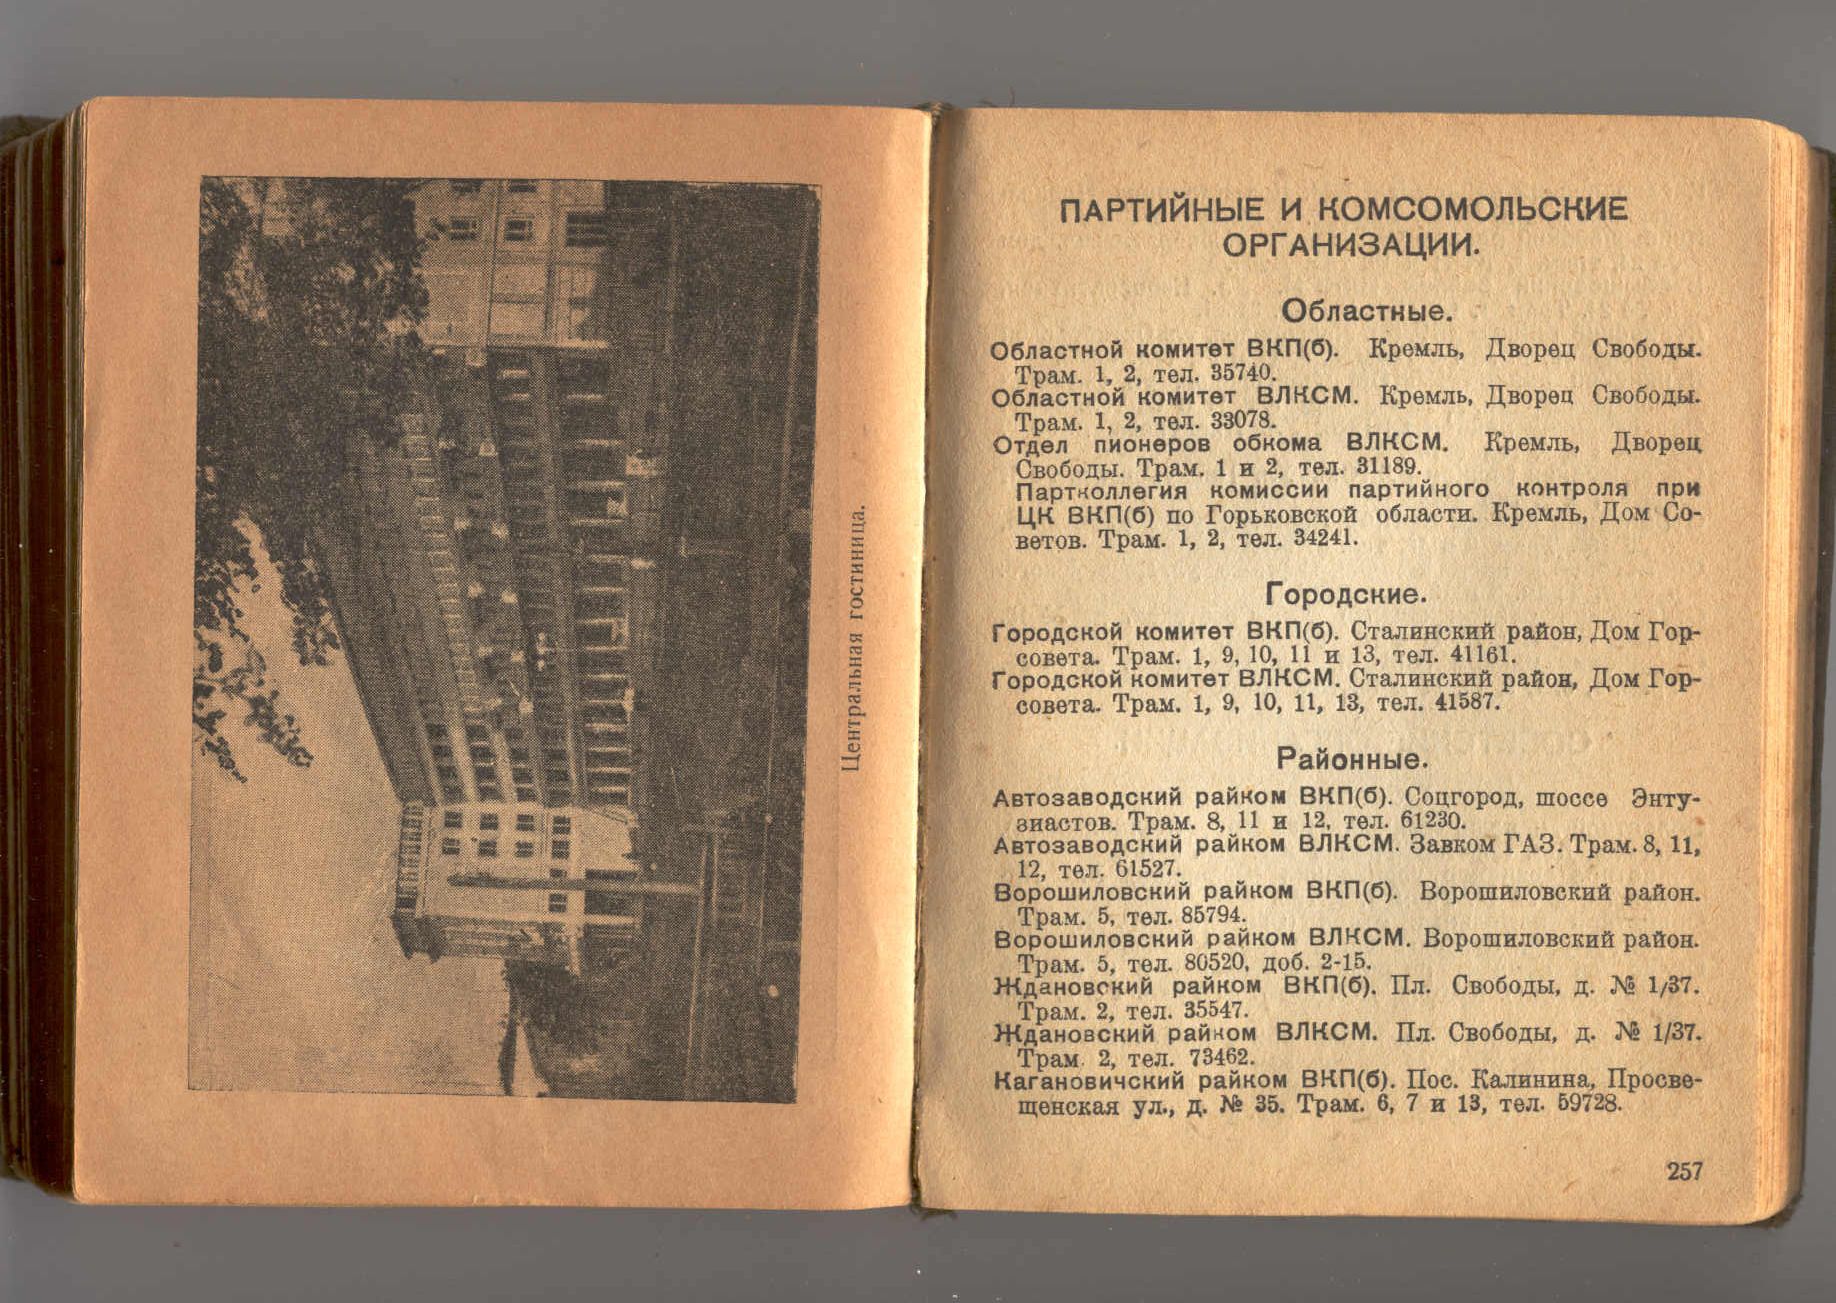 Центральная гостиница.
ПАРТИЙНЫЕ И КОМСОМОЛЬСКИЕ
ОРГАНИЗАЦИИ.
Областные.
Областной комитет ВКП(б). Кремль, Дворец Свободы.
Трам. 1, 2, тел. 35740.
Областной комитет ВЛКСМ. Кремль, Дворец Свободы.
Трам. 1, 2, тел. 33078.
Отдел пионеров обкома ВЛКСМ. Кремль, Дворец
Свободы. Трам. 1 и 2, тел. 31189.
Партколлегия комиссии партийного контроля при
ЦК ВКП(б) по Горьковской области. Кремль, Дом Со-
ветов. Трам. 1, 2, тел. 34241.
Городские.
Городской комитет ВКП(б). Сталинский район, Дом Гор-
совета. Трам. 1, 9, 10, 11 и 13, тел. 41161.
Городской комитет ВЛКСМ. Сталинский район, Дом Гор-
совета. Трам. 1, 9, 10, 11, 13, тел. 41587.
Районные.
Автозаводский райком ВКП(б). Соцгород, шоссе Энту-
зиастов. Трам. 8, 11 и 12, тел. 61230.
Автозаводский райком ВЛКСМ. Завком ГАЗ. Трам. 8, 11,
12, тел. 61527.
Ворошиловский райком ВКП(б). Ворошиловский район.
Трам. 5, тел. 85794.
Ворошиловский райком ВЛКСМ. Ворошиловский район.
Трам. 5, тел. 80520, доб. 2-15.
Ждановский райком ВКП(б). Пл. Свободы, д. № 1/37.
Трам. 2, тел. 35547.
Ждановский райком ВЛКСМ. Пл. Свободы, д. № 1/37.
Трам. 2, тел. 73462.
Кагановичский райком ВКП(б). Пос. Калинина, Просве-
щенская ул., д. № 35. Трам. 6, 7 и 13, тел. 59728.
257